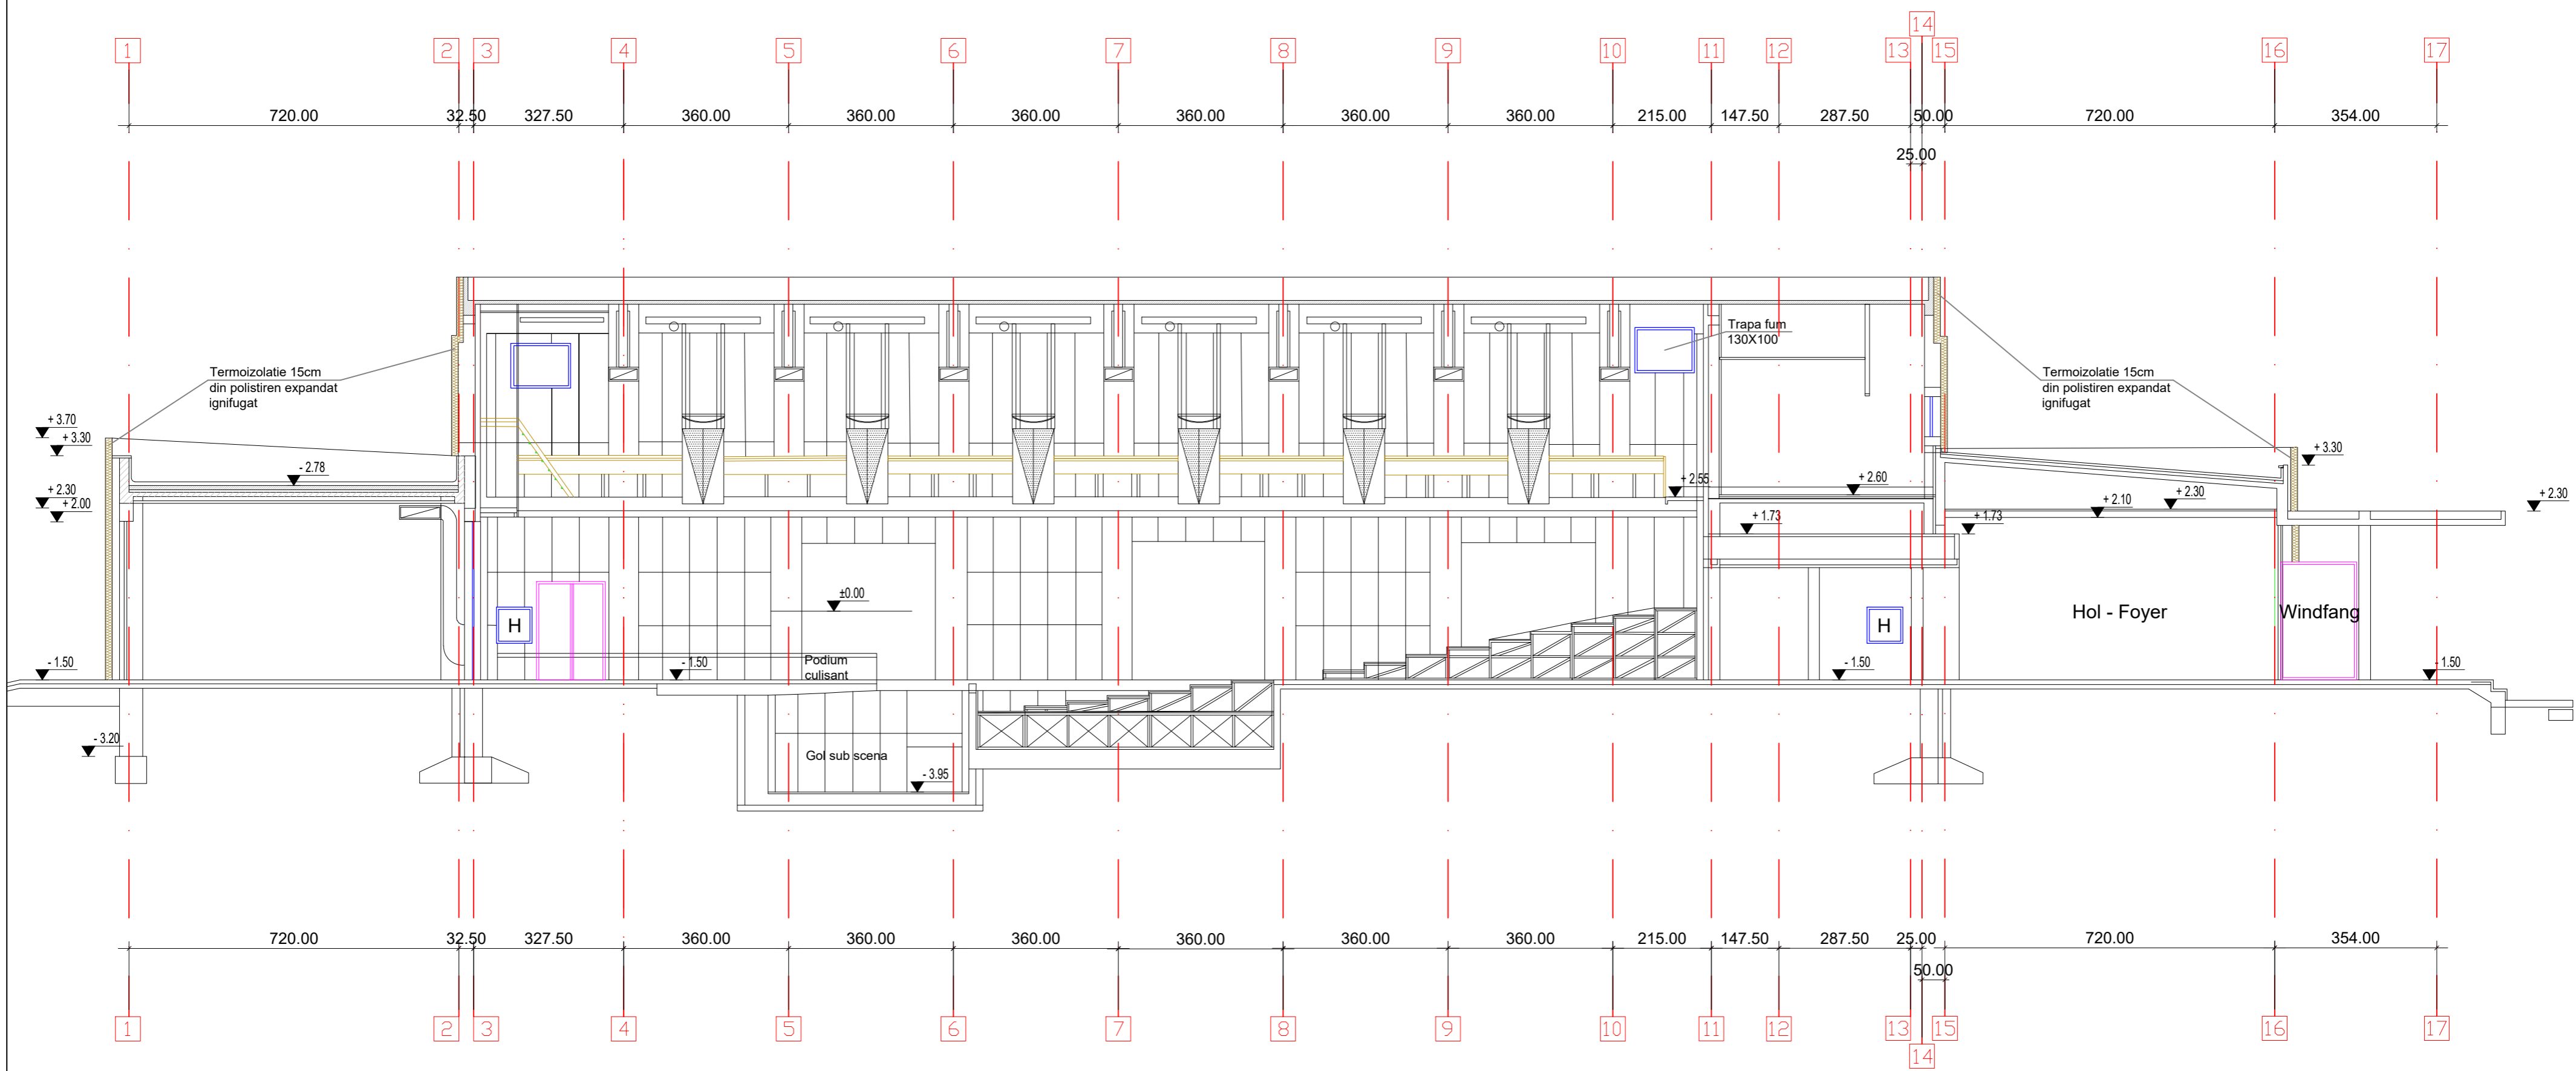 14
1 2 3 4 5 6 7 8 9 10 11 12 13 15 16 17
720.00 32.50 327.50 360.00 360.00 360.00 360.00 360.00 360.00 215.00 147.50 287.50 50.00 720.00 354.00
25.00
Trapa fum
130X100
Termoizolatie 15cm
din polistiren expandat
ignifugat
Termoizolatie 15cm
din polistiren expandat
ignifugat
+ 3.70
+ 3.30
+ 3.30
- 2.78
+ 2.55
+ 2.60
+ 2.30
+ 2.00
+ 2.10
+ 2.30
+ 2.30
+ 1.73
+ 1.73
±0.00
H
H
Hol - Foyer
Windfang
- 1.50
- 1.50
Podium
culisant
- 1.50
- 1.50
- 3.20
Gol sub scena
- 3.95
720.00 32.50 327.50 360.00 360.00 360.00 360.00 360.00 360.00 215.00 147.50 287.50 25.00 720.00 354.00
50.00
1 2 3 4 5 6 7 8 9 10 11 12 13 15 16 17
14